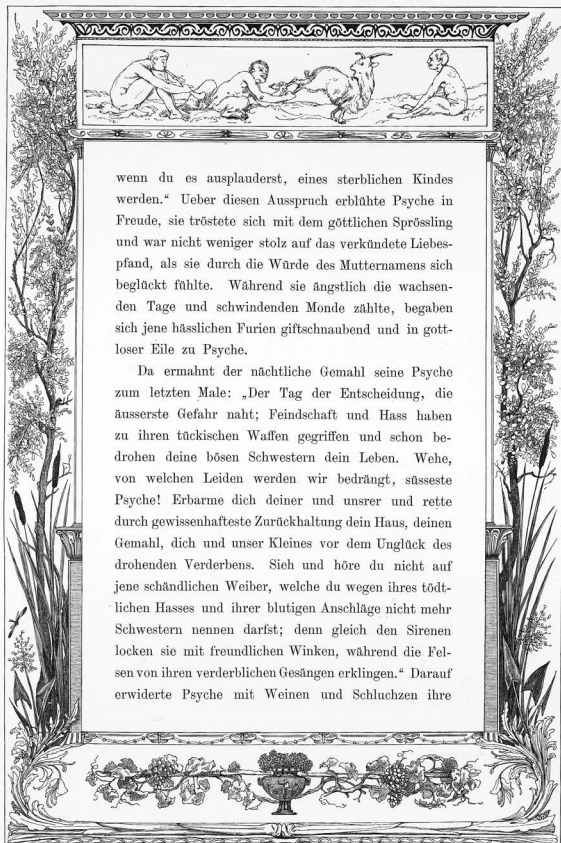 wenn du es ausplauderst, eines sterblichen Kindes
werden.“ Ueber diesen Ausspruch erblühte Psyche in
Freude, sie tröstete sich mit dem göttlichen Sprössling
und war nicht weniger stolz auf das verkündete Liebes-
pfand, als sie durch die Würde des Mutternamens sich
beglückt fühlte. Während sie ängstlich die wachsen-
den Tage und schwindenden Monde zählte, begaben
sich jene hässlichen Furien giftschnaubend und in gott-
loser Eile zu Psyche.
Da ermahnt der nächtliche Gemahl seine Psyche
zum letzten Male: „Der Tag der Entscheidung, die
äusserste Gefahr naht; Feindschaft und Hass haben
zu ihren tückischen Waffen gegriffen und schon be-
drohen deine bösen Schwestern dein Leben. Wehe,
von welchen Leiden werden wir bedrängt, süsseste
Psyche! Erbarme dich deiner und unsrer und rette
durch gewissenhafteste Zurückhaltung dein Haus, deinen
Gemahl, dich und unser Kleines vor dem Unglück des
drohenden Verderbens. Sieh und höre du nicht auf
jene schändlichen Weiber, welche du wegen ihres tödt-
lichen Hasses und ihrer blutigen Anschläge nicht mehr
Schwestern nennen darfst; denn gleich den Sirenen
locken sie mit freundlichen Winken, während die Fel-
sen von ihren verderblichen Gesängen erklingen.“ Darauf
erwiderte Psyche mit Weinen und Schluchzen ihre